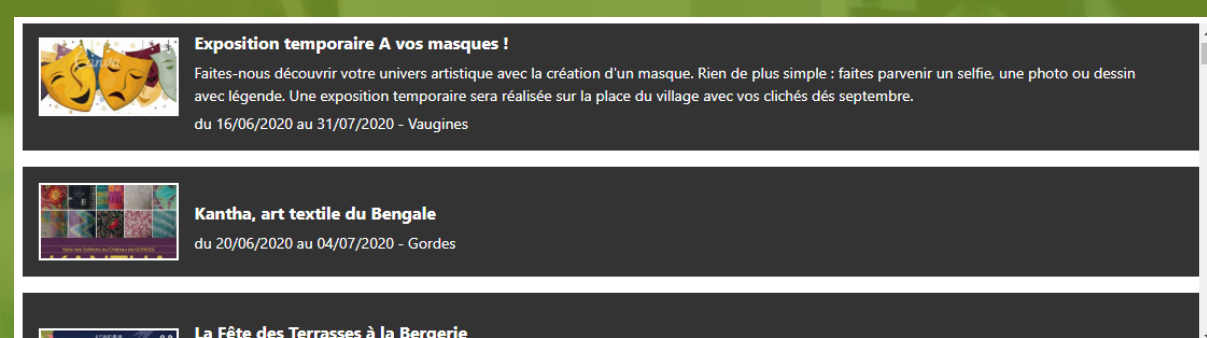 Exposition temporaire A vos masques !
Faites-nous découvrir votre univers artistique avec la création d'un masque. Rien de plus simple : faites parvenir un selfie, une photo ou dessin
avec légende. Une exposition temporaire sera réalisée sur la place du village avec vos clichés dés septembre.
du 16/06/2020 au 31/07/2020 - Vaugines
Canva
Kantha, art textile du Bengale
du 20/06/2020 au 04/07/2020 - Gordes
KANTHA
La Fête des Terrasses à la Bergerie